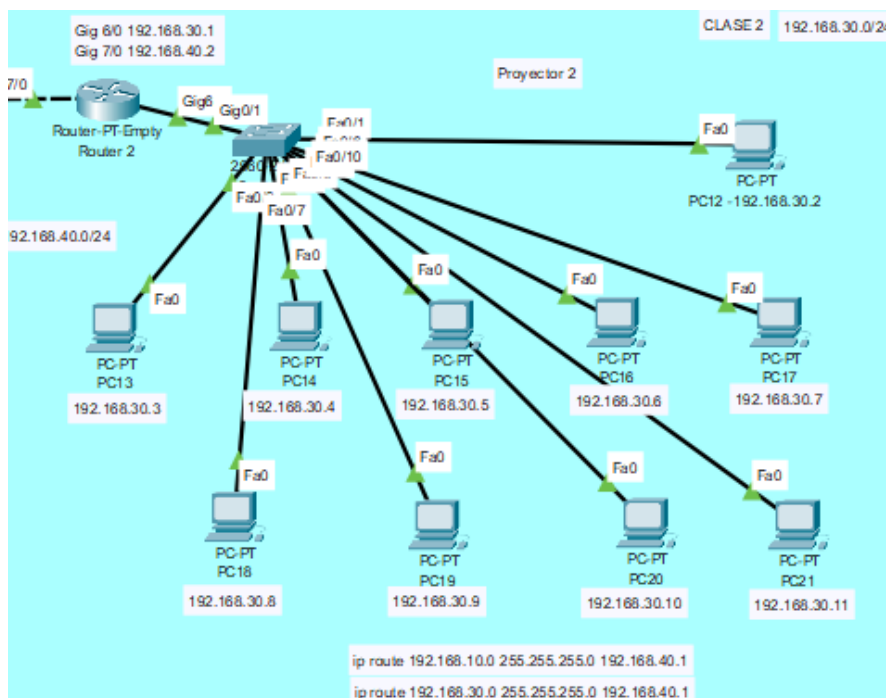 Gig 6/0 192.168.30.1
Gig 7/0 192.168.40.2
CLASE 2
192.168.30.0/24
Proyector 2
7/0
Gig6
Gig0/1
Router-PT-Empty
Router 2
Fa0/1
Fa0/10
Fa0
PC-PT
PC12 -192.168.30.2
Fa0/7
92.168.40.0/24
Fa0
PC-PT
PC13
192.168.30.3
Fa0
PC-PT
PC14
192.168.30.4
Fa0
PC-PT
PC15
192.168.30.5
Fa0
PC-PT
PC16
192.168.30.6
Fa0
PC-PT
PC17
192.168.30.7
Fa0
PC-PT
PC18
192.168.30.8
Fa0
PC-PT
PC19
192.168.30.9
Fa0
PC-PT
PC20
192.168.30.10
Fa0
PC-PT
PC21
192.168.30.11
ip route 192.168.10.0 255.255.255.0 192.168.40.1
ip route 192.168.30.0 255.255.255.0 192.168.40.1